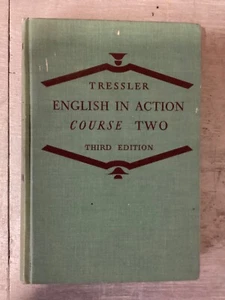 TRESSLER
ENGLISH IN ACTION
COURSE TWO
THIRD EDITION